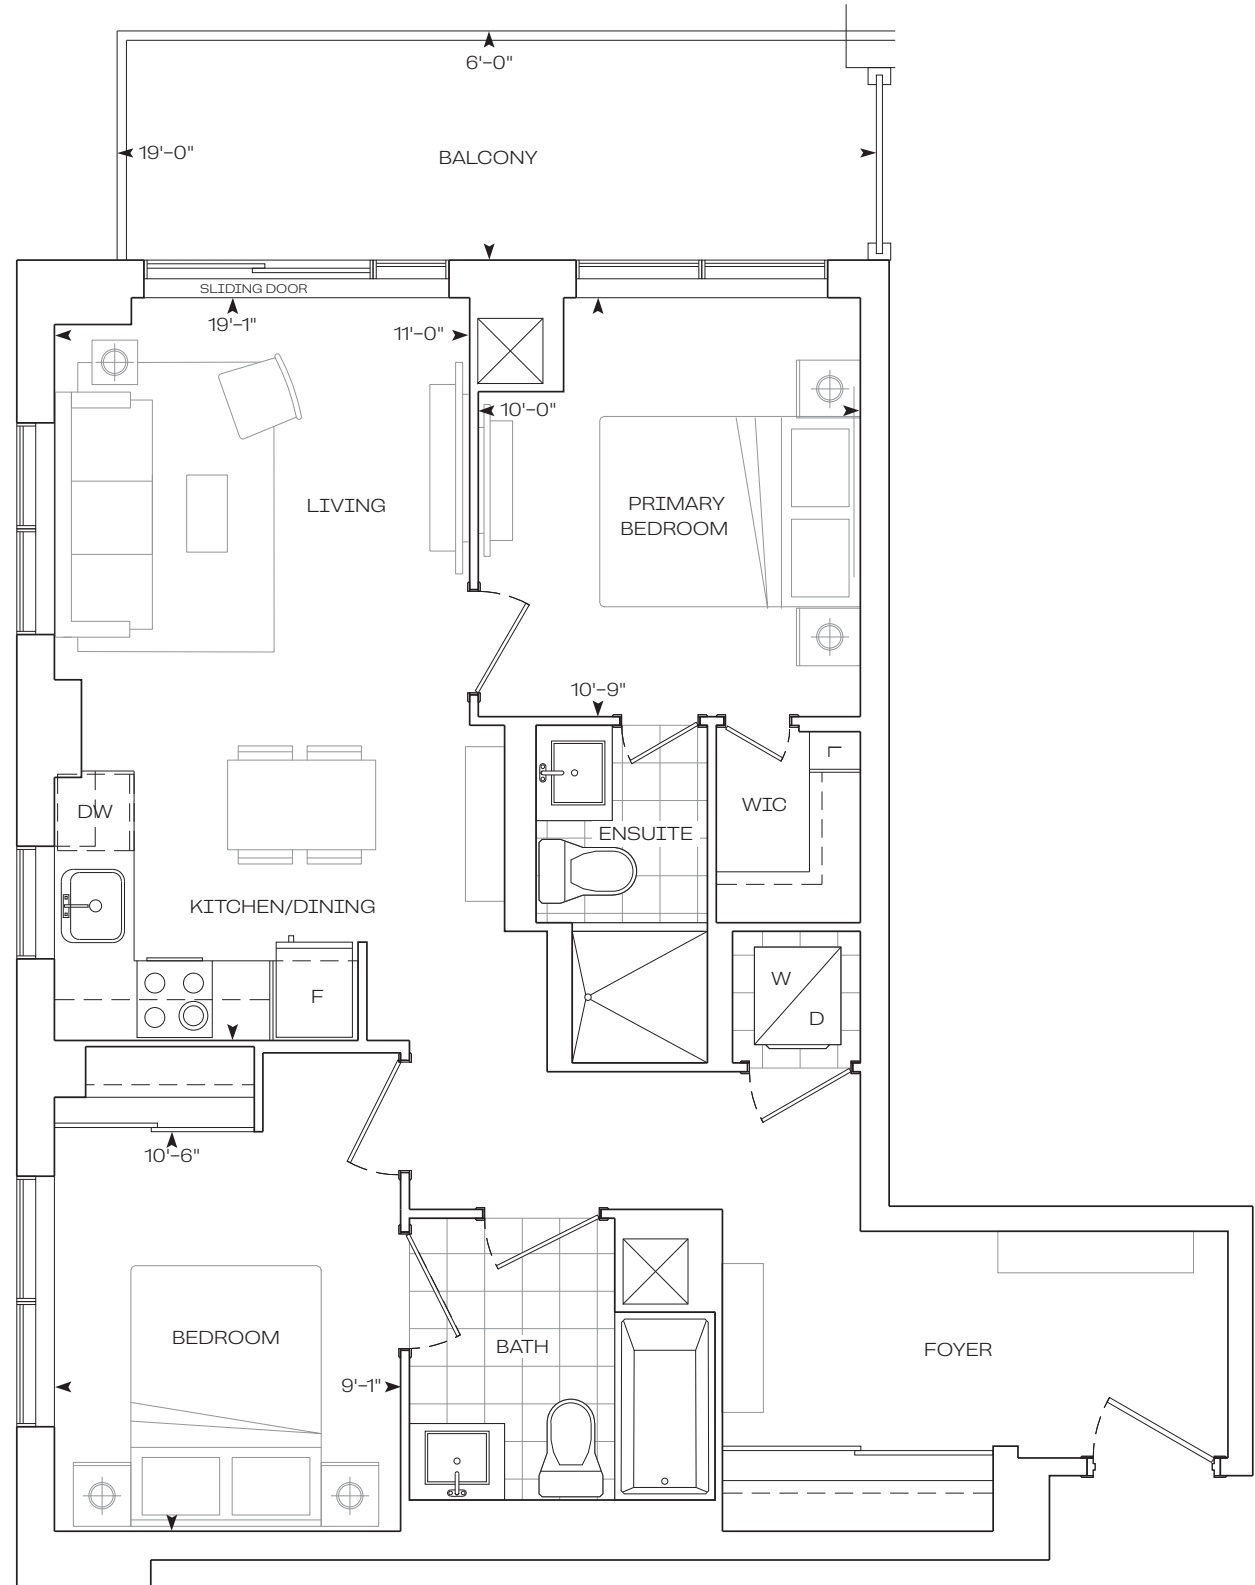 6'-0"
19'-0"
BALCONY
SLIDING DOOR
19'-1"
11'-0"
10'-0"
LIVING
PRIMARY
BEDROOM
10'-9"
L
WIC
DW
ENSUITE
KITCHEN/DINING
W
F
D
10'-6"
BEDROOM
BATH
FOYER
9'-1"